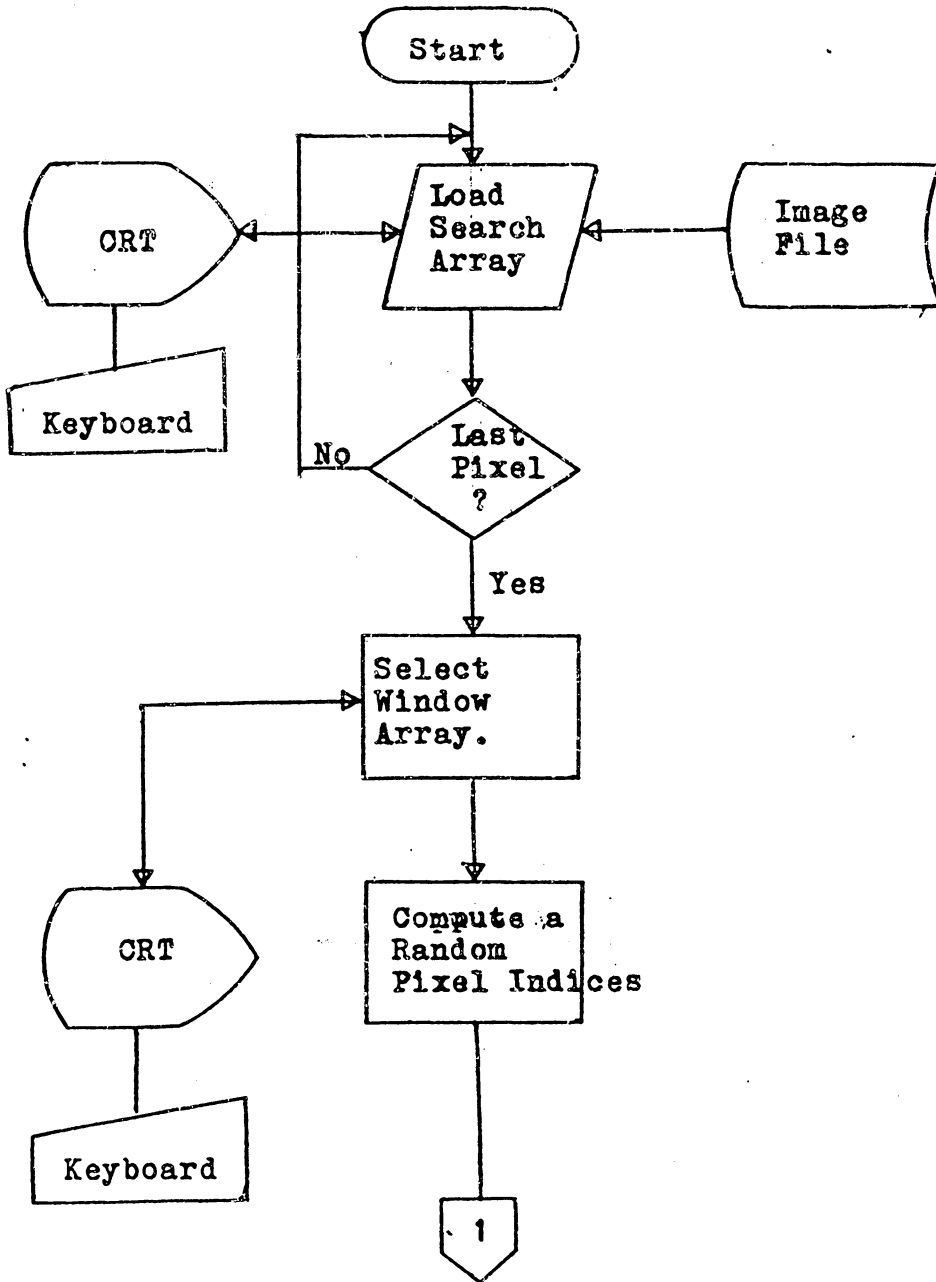 Start
CRT
Load
Search
Array
Image
File
Keyboard
Last
Pixel
?
No
Yes
Select
Window
Array.
Compute a
Random
Pixel Indices
CRT
Keyboard
1